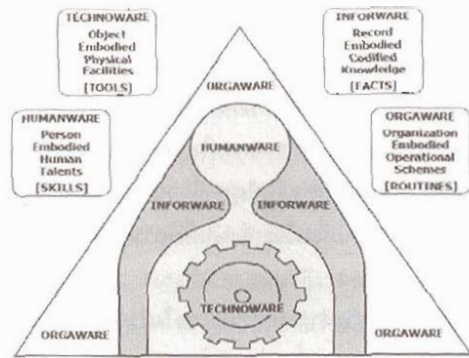 TECHNOWARE
Object
Embodied
Physical
Facilities
[TOOLS]
INFORWARE
Record
Embodied
Codified
Knowledge
[FACTS]
HUMANWARE
Person
Embodied
Human
Talents
[SKILLS]
ORGAWARE
Organization
Embodied
Operational
Schemes
[ROUTINES]
ORGAWARE
HUMANWARE
INFORWARE INFORWARE
TECHNOWARE
ORGAWARE ORGAWARE